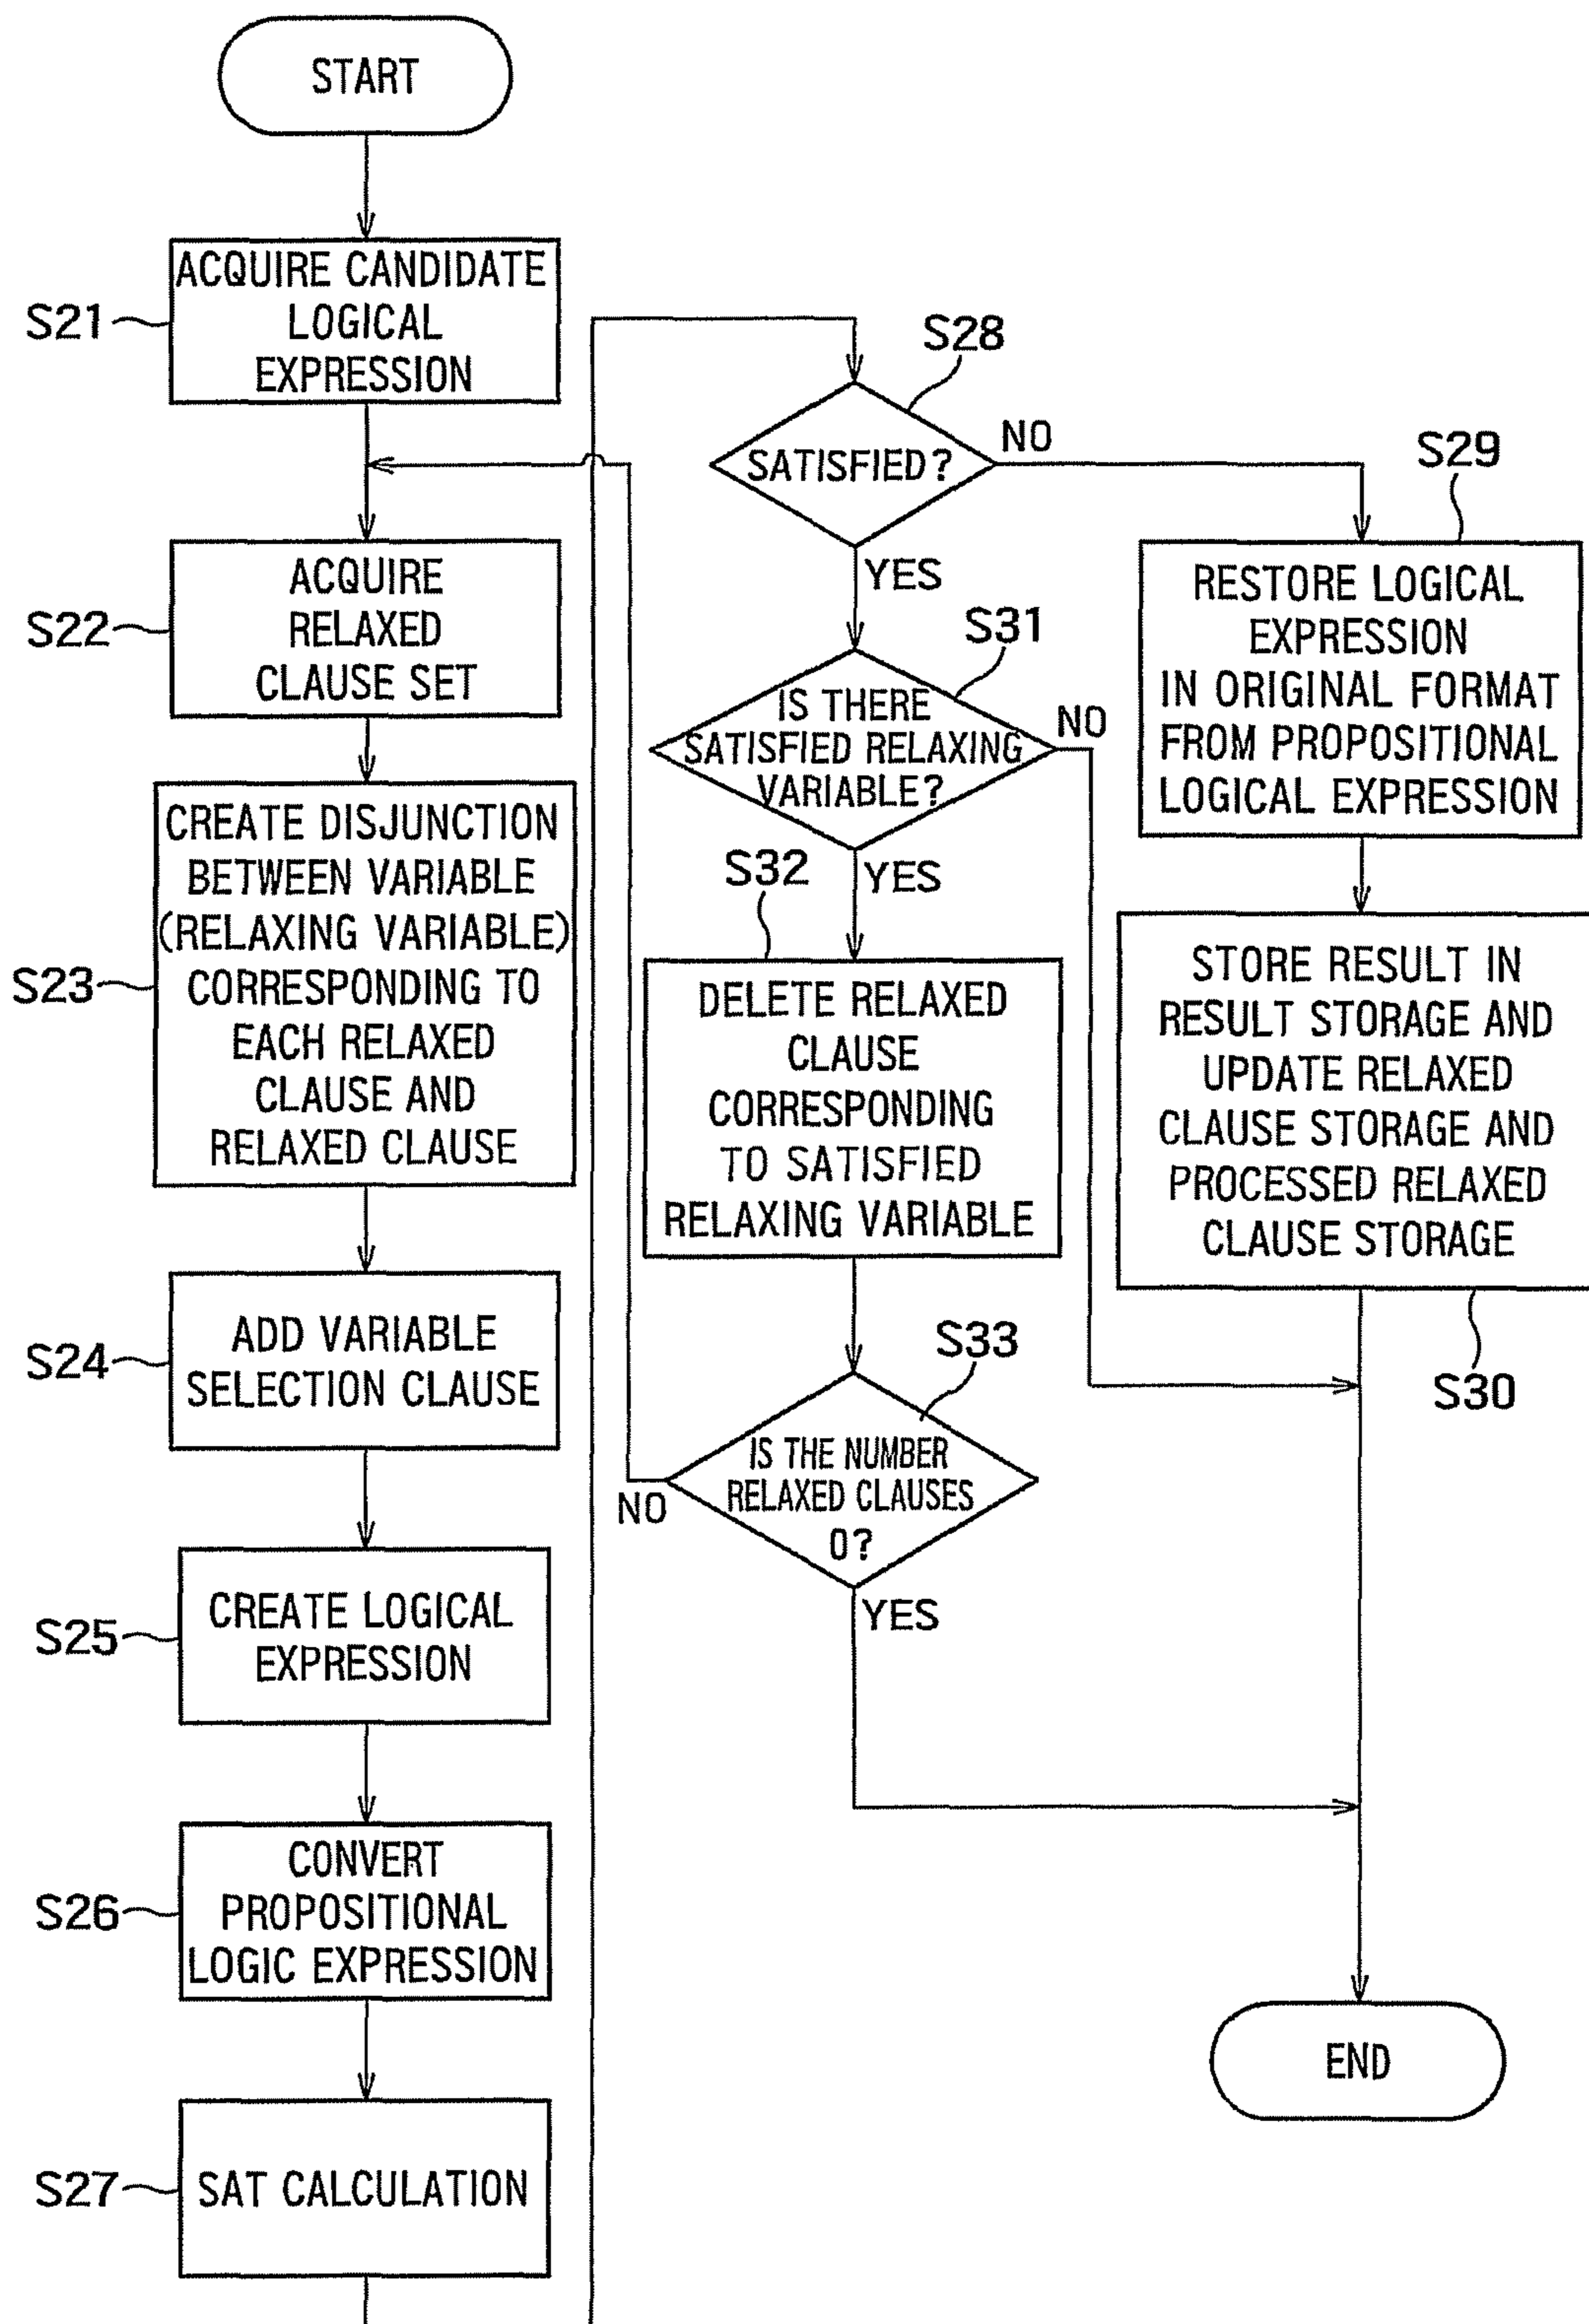 START
S21
ACQUIRE CANDIDATE
LOGICAL
EXPRESSION
S22
ACQUIRE
RELAXED
CLAUSE SET
S23
CREATE DISJUNCTION
BETWEEN VARIABLE
(RELAXING VARIABLE)
CORRESPONDING TO
EACH RELAXED
CLAUSE AND
RELAXED CLAUSE
S24
ADD VARIABLE
SELECTION CLAUSE
S25
CREATE LOGICAL
EXPRESSION
S26
CONVERT
PROPOSITIONAL
LOGIC EXPRESSION
S27
SAT CALCULATION
S28
SATISFIED?
NO
YES
S29
RESTORE LOGICAL
EXPRESSION
IN ORIGINAL FORMAT
FROM PROPOSITIONAL
LOGICAL EXPRESSION
S30
STORE RESULT IN
RESULT STORAGE AND
UPDATE RELAXED
CLAUSE STORAGE AND
PROCESSED RELAXED
CLAUSE STORAGE
S31
IS THERE
SATISFIED RELAXING
VARIABLE?
NO
YES
S32
DELETE RELAXED
CLAUSE
CORRESPONDING
TO SATISFIED
RELAXING VARIABLE
S33
IS THE NUMBER
RELAXED CLAUSES
0?
NO
YES
END